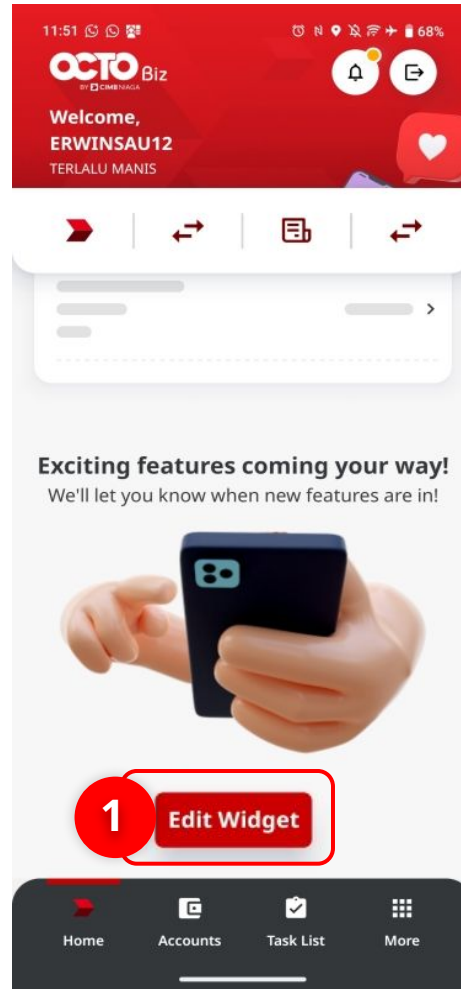 11:51 68%
OCTO Biz
BY CIMB NIAGA
Welcome,
ERWINSAU12
TERLALU MANIS
Exciting features coming your way!
We'll let you know when new features are in!
1 Edit Widget
Home Accounts Task List More